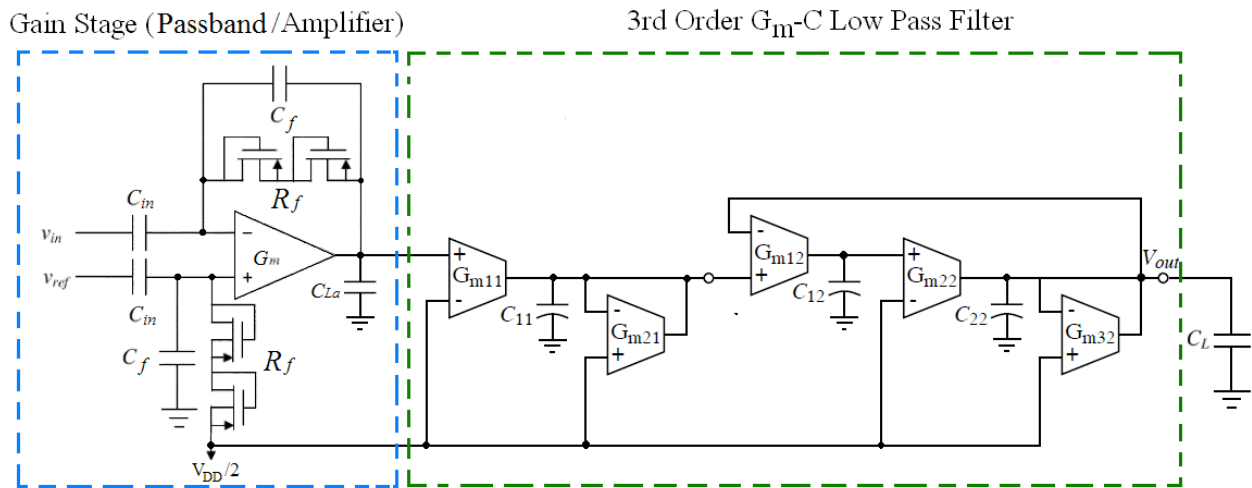 Gain Stage (Passband/Amplifier)
3rd Order Gm-C Low Pass Filter
Cf
Rf
Cin
vin
−
Gm
vref
+
Cin
CLa
Cf
Rf
VDD/2
+
Gm11
-
C11
-
Gm21
+
-
Gm12
+
C12
+
Gm22
-
C22
-
Gm32
+
Vout
CL